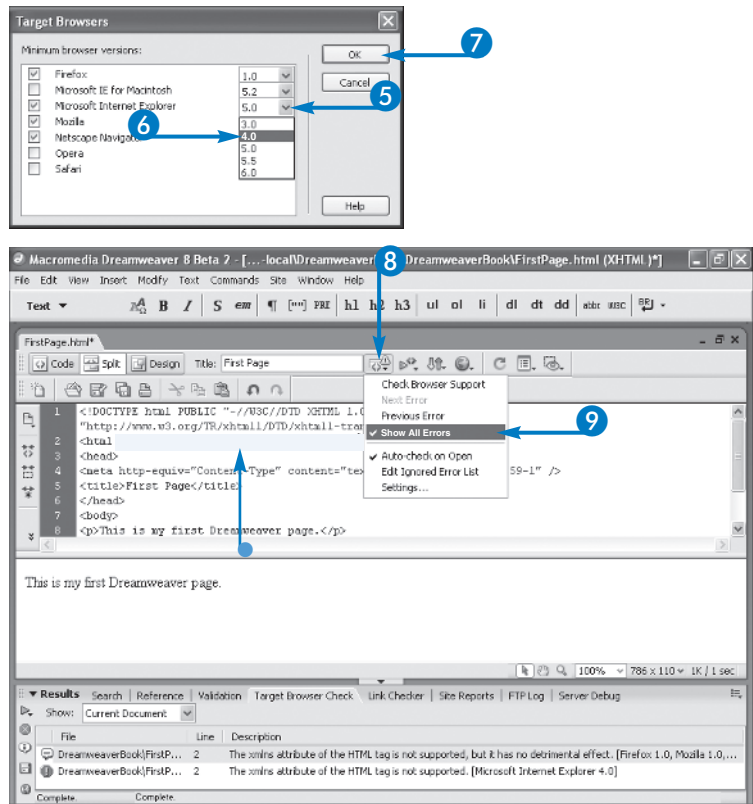 Target Browsers
Minimum browser versions:
Firefox 1.0
Microsoft IE for Macintosh 5.2
Microsoft Internet Explorer 5.0
Mozilla 3.0
Netscape Navigat 4.0
Opera 5.0
Safari 5.5
6.0
OK
Cancel
Help
7
5
6
8
Macromedia Dreamweaver 8 Beta 2 - [...-local\Dreamweaver DreamweaverBook\FirstPage.html (XHTML)*]
File Edit View Insert Modify Text Commands Site Window Help
Text B I S em ¶ [""] PRE h1 h2 h3 ul ol li dl dt dd abbr W3C BRJ
FirstPage.html*
Code Split Design Title: First Page
Check Browser Support
Next Error
Previous Error
Show All Errors
Auto-check on Open
Edit Ignored Error List
Settings...
9
1 <!DOCTYPE html PUBLIC "-//W3C//DTD XHTML 1.0
"http://www.w3.org/TR/xhtml1/DTD/xhtml1-tran
2 <html
3 <head>
4 <meta http-equiv="Content-Type" content="te 59-1" />
5 <title>First Page</title>
6 </head>
7 <body>
8 <p>This is my first Dreamweaver page.</p>
This is my first Dreamweaver page.
100% 786 x 110 1K / 1 sec
Results Search Reference Validation Target Browser Check Link Checker Site Reports FTP Log Server Debug
Show: Current Document
File Line Description
DreamweaverBook\FirstP... 2 The xmlns attribute of the HTML tag is not supported, but it has no detrimental effect. [Firefox 1.0, Mozilla 1.0,...
DreamweaverBook\FirstP... 2 The xmlns attribute of the HTML tag is not supported. [Microsoft Internet Explorer 4.0]
Complete. Complete.